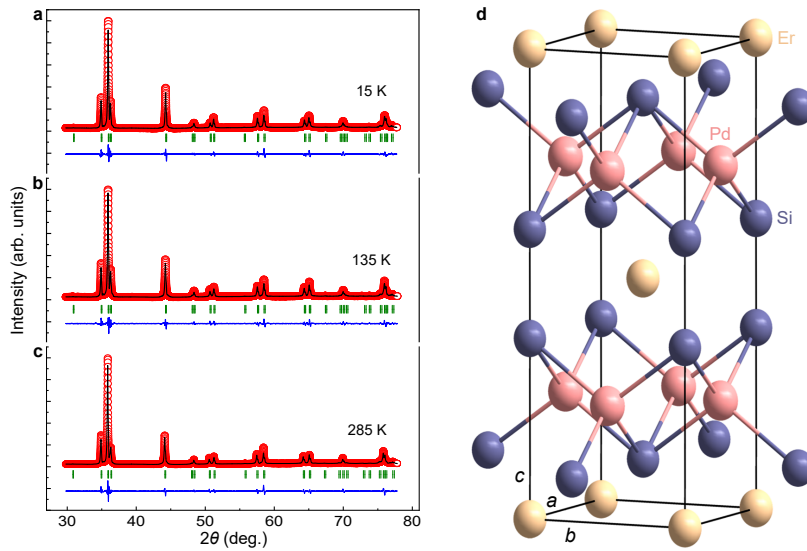 a
15 K
b
135 K
c
285 K
Intensity (arb. units)
30 40 50 60 70 80
2θ (deg.)
d
Er
Pd
Si
c
a
b